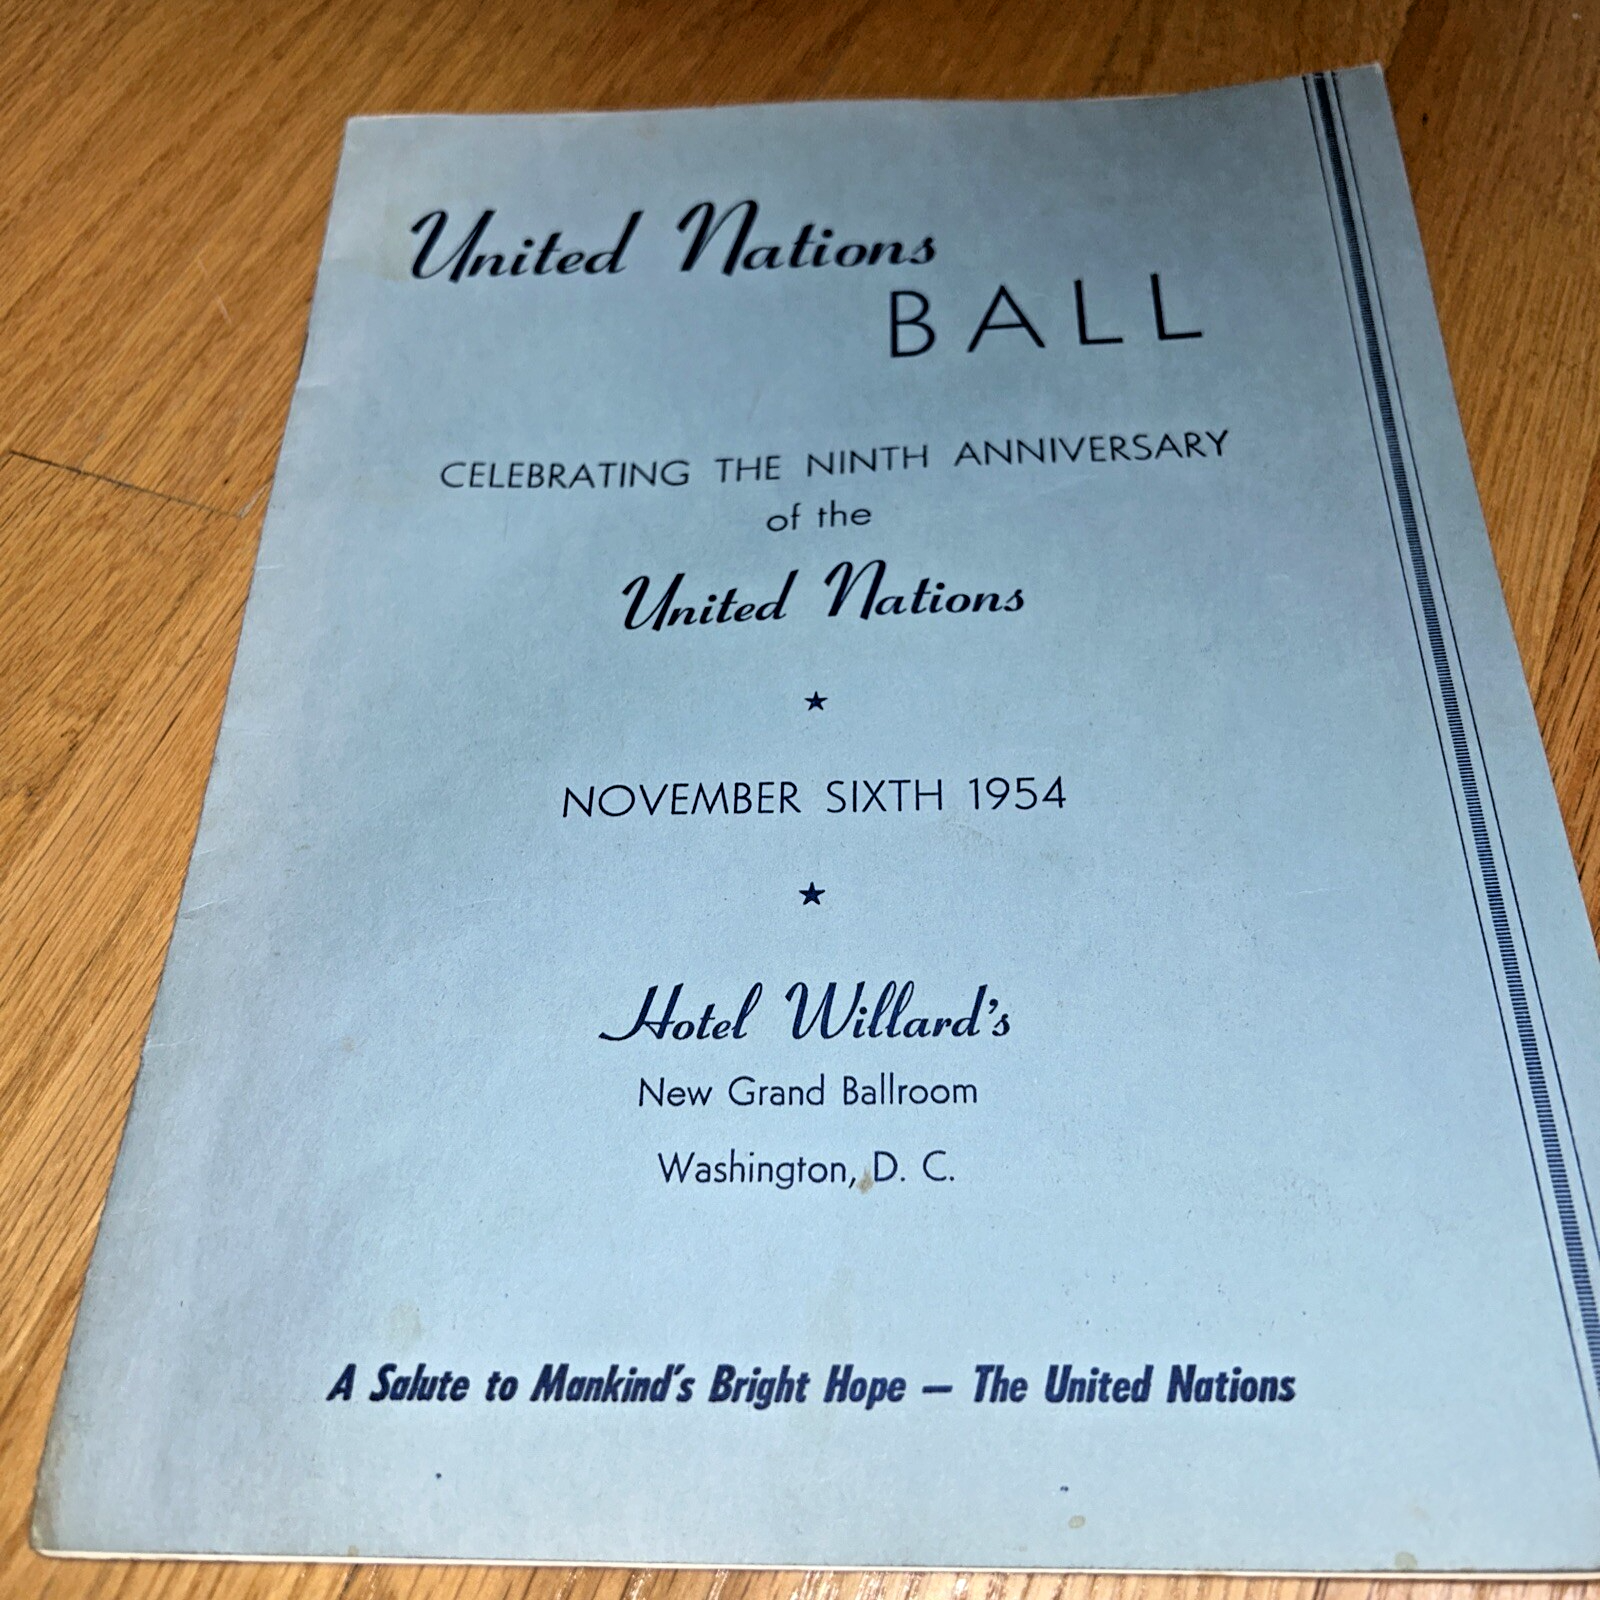 United Nations
BALL
CELEBRATING THE NINTH ANNIVERSARY
of the
United Nations
★
NOVEMBER SIXTH 1954
★
Hotel Willard's
New Grand Ballroom
Washington, D. C.
A Salute to Mankind's Bright Hope — The United Nations